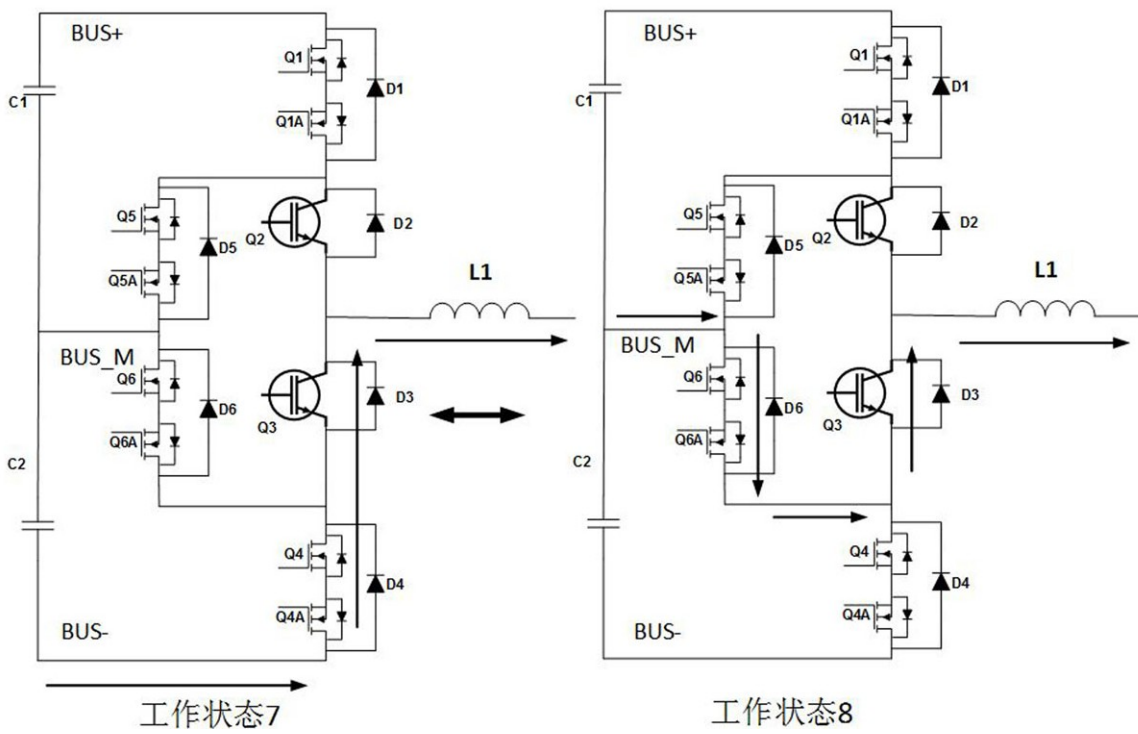 BUS+
Q1
D1
C1
Q1A
Q5
D5
Q2
D2
Q5A
L1
BUS_M
Q6
D6
D3
Q3
Q6A
C2
Q4
D4
Q4A
BUS-
工作状态7
BUS+
Q1
D1
C1
Q1A
Q5
D5
Q2
D2
Q5A
L1
BUS_M
Q6
D6
D3
Q3
Q6A
C2
Q4
D4
Q4A
BUS-
工作状态8